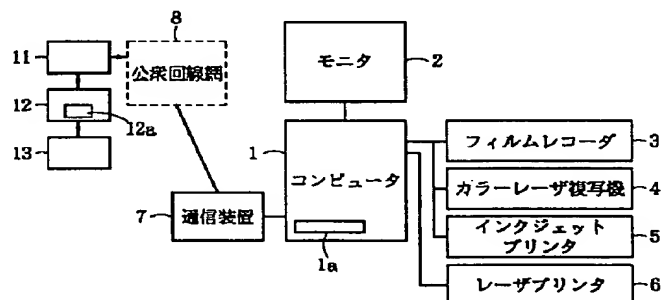 8
11
公衆回線網
モニタ
2
12
12a
13
1
コンピュータ
1a
7
通信装置
フィルムレコーダ
3
カラーレーザ複写機
4
インクジェット
プリンタ
5
レーザプリンタ
6